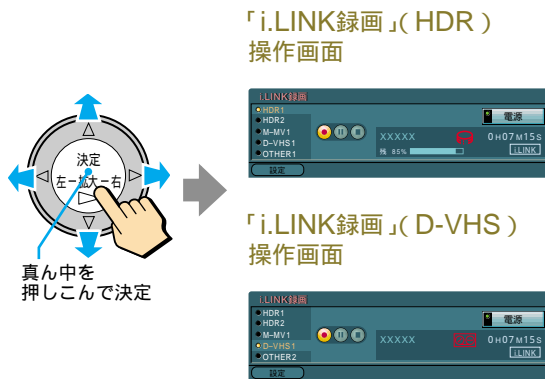 「i.LINK録画」（HDR）
操作画面
i.LINK録画
HDR1
HDR2
M-MV1
D-VHS1
OTHER1
設定
XXXXX
残 85%
電源
0H07M15S
i.LINK
決定
左-拡大-右
真ん中を
押しこんで決定
「i.LINK録画」（D-VHS）
操作画面
i.LINK録画
HDR1
HDR2
M-MV1
D-VHS1
OTHER2
設定
XXXXX
電源
0H07M15S
i.LINK